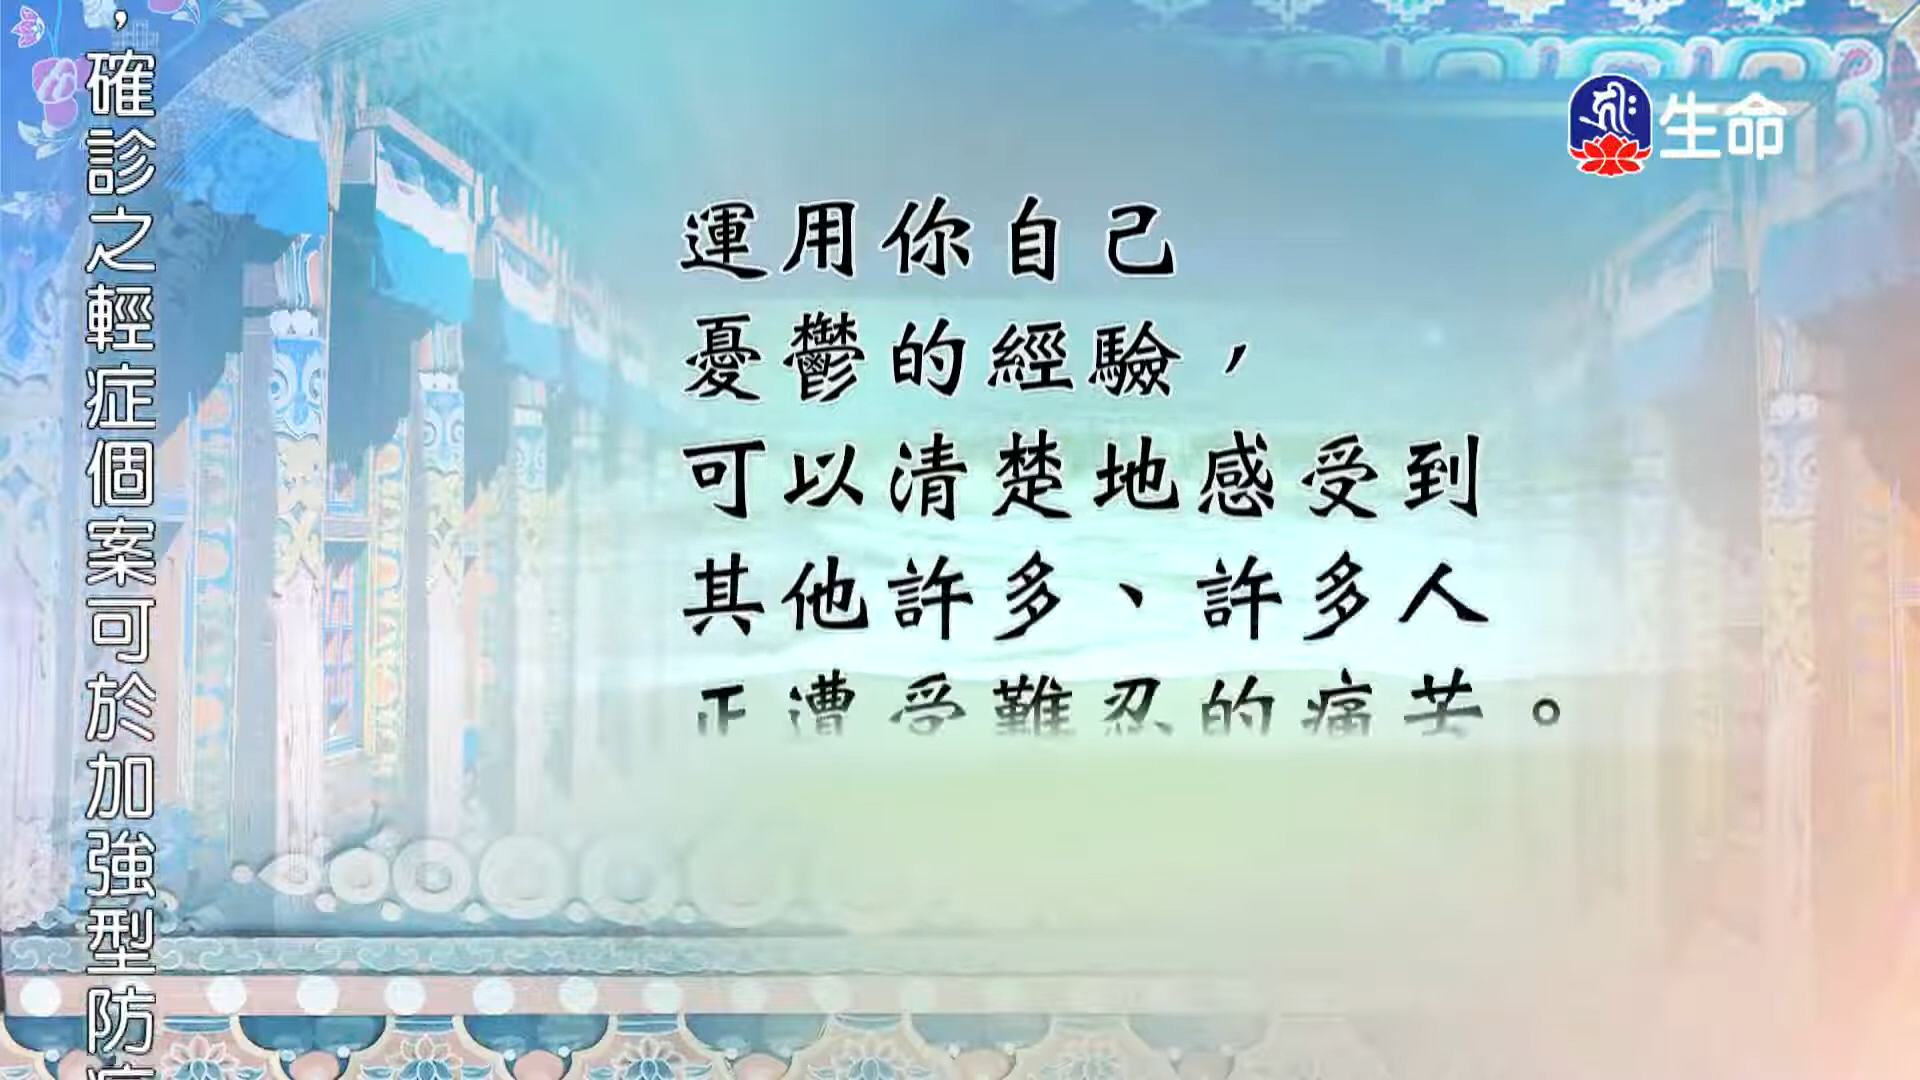 生命
運用你自己
憂鬱的經驗，
可以清楚地感受到
其他許多、許多人
正遭受難忍的痛苦。
，確診之輕症個案可於加強型防疫